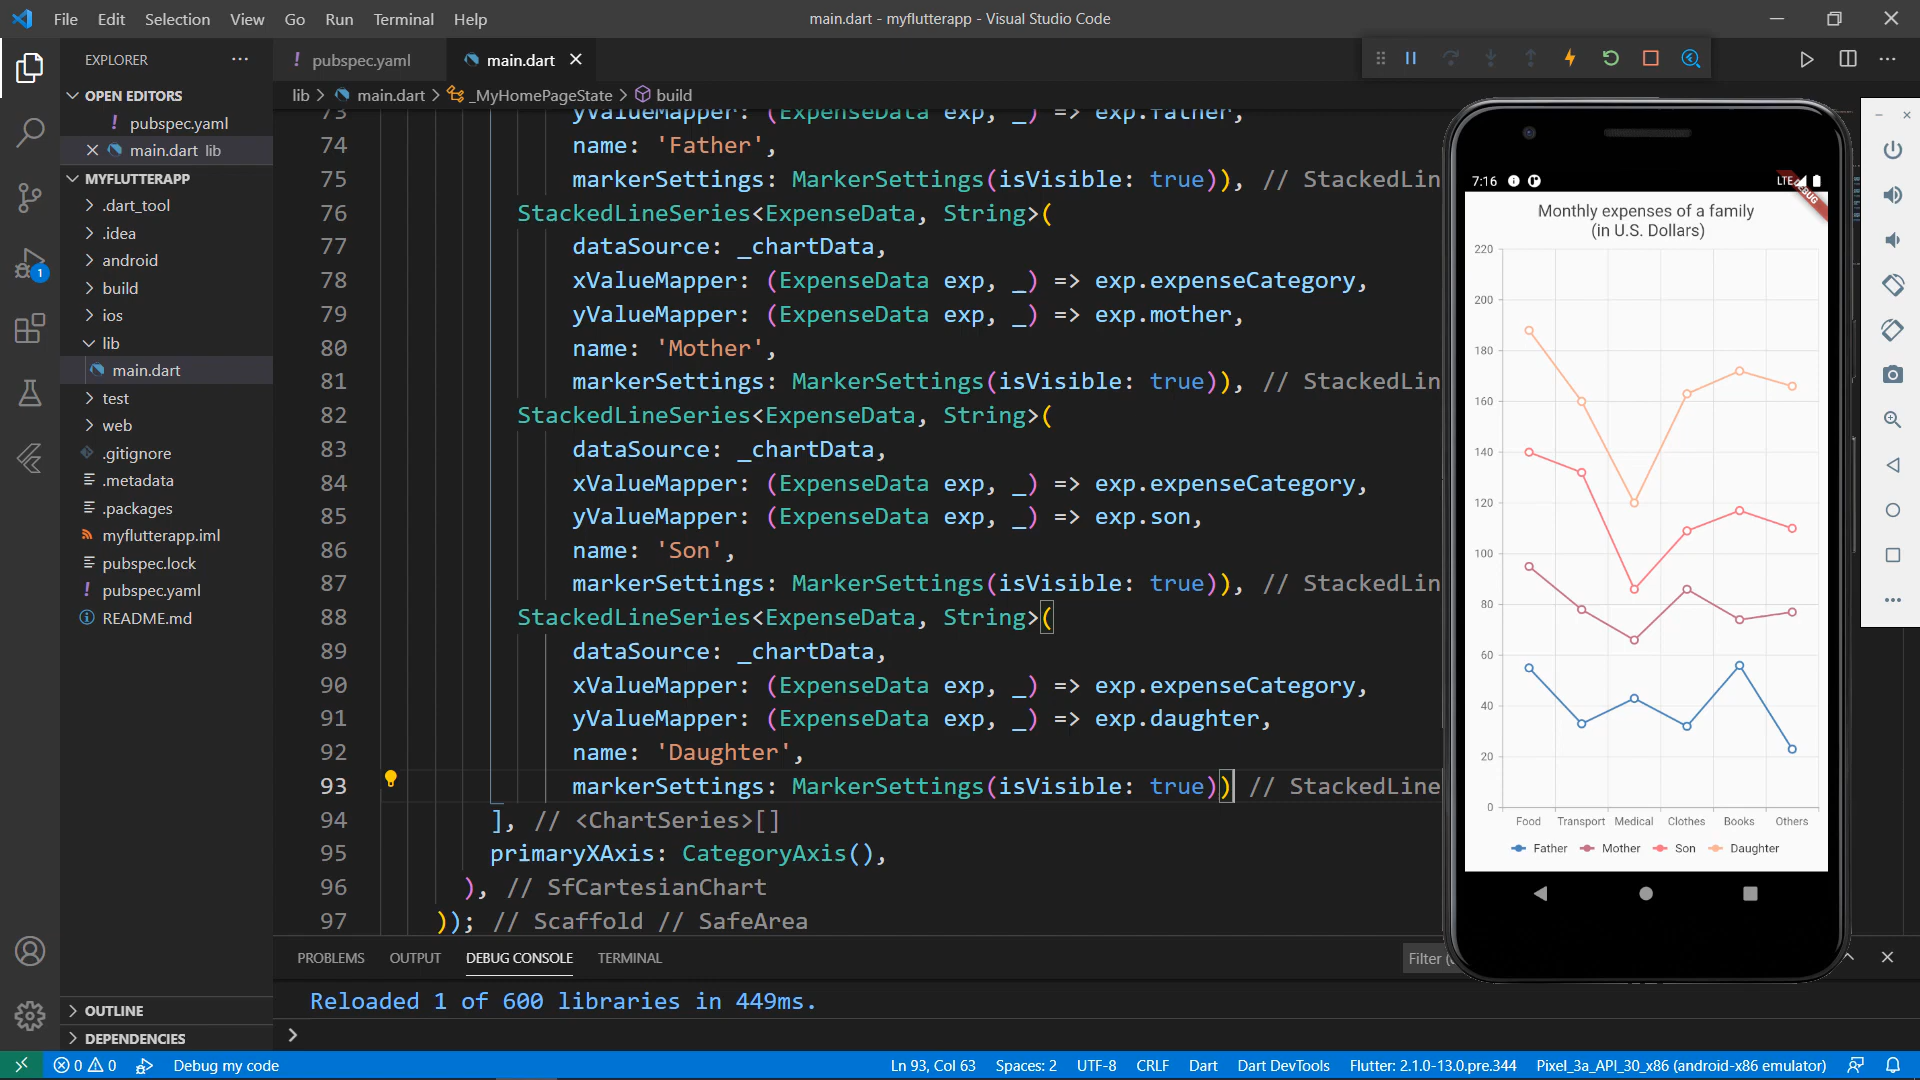 File Edit Selection View Go Run Terminal Help
main.dart - myflutterapp - Visual Studio Code
EXPLORER
OPEN EDITORS
pubspec.yaml
main.dart lib
MYFLUTTERAPP
.dart_tool
.idea
android
build
ios
lib
main.dart
test
web
.gitignore
.metadata
.packages
myflutterapp.iml
pubspec.lock
pubspec.yaml
README.md
OUTLINE
DEPENDENCIES
1
pubspec.yaml main.dart
lib > main.dart > _MyHomePageState > build
73 yValueMapper: (ExpenseData exp, _) => exp.father,
74 name: 'Father',
75 markerSettings: MarkerSettings(isVisible: true)), // StackedLin
76 StackedLineSeries<ExpenseData, String>(
77 dataSource: _chartData,
78 xValueMapper: (ExpenseData exp, _) => exp.expenseCategory,
79 yValueMapper: (ExpenseData exp, _) => exp.mother,
80 name: 'Mother',
81 markerSettings: MarkerSettings(isVisible: true)), // StackedLin
82 StackedLineSeries<ExpenseData, String>(
83 dataSource: _chartData,
84 xValueMapper: (ExpenseData exp, _) => exp.expenseCategory,
85 yValueMapper: (ExpenseData exp, _) => exp.son,
86 name: 'Son',
87 markerSettings: MarkerSettings(isVisible: true)), // StackedLin
88 StackedLineSeries<ExpenseData, String>(
89 dataSource: _chartData,
90 xValueMapper: (ExpenseData exp, _) => exp.expenseCategory,
91 yValueMapper: (ExpenseData exp, _) => exp.daughter,
92 name: 'Daughter',
93 markerSettings: MarkerSettings(isVisible: true)) // StackedLine
94 ], // <ChartSeries>[]
95 primaryXAxis: CategoryAxis(),
96 ), // SfCartesianChart
97 )); // Scaffold // SafeArea
PROBLEMS OUTPUT DEBUG CONSOLE TERMINAL
Filter (
Reloaded 1 of 600 libraries in 449ms.
>
7:16 LTE
DEBUG
Monthly expenses of a family
(in U.S. Dollars)
220
200
180
160
140
120
100
80
60
40
20
0
Food Transport Medical Clothes Books Others
Father Mother Son Daughter
0 0 Debug my code Ln 93, Col 63 Spaces: 2 UTF-8 CRLF Dart Dart DevTools Flutter: 2.1.0-13.0.pre.344 Pixel_3a_API_30_x86 (android-x86 emulator)